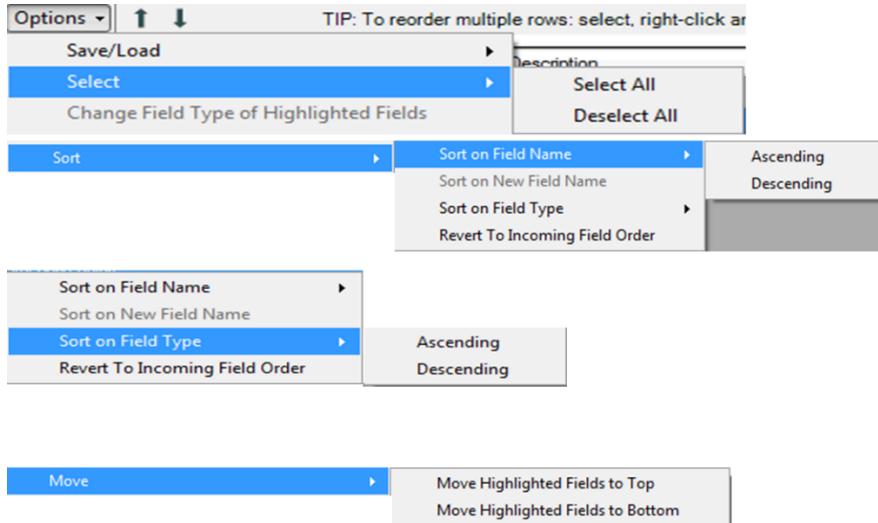 Options TIP: To reorder multiple rows: select, right-click ar
Save/Load
Description
Select Select All
Change Field Type of Highlighted Fields Deselect All
Sort Sort on Field Name Ascending
Sort on New Field Name Descending
Sort on Field Type
Revert To Incoming Field Order
Sort on Field Name
Sort on New Field Name
Sort on Field Type Ascending
Revert To Incoming Field Order Descending
Move Move Highlighted Fields to Top
Move Highlighted Fields to Bottom